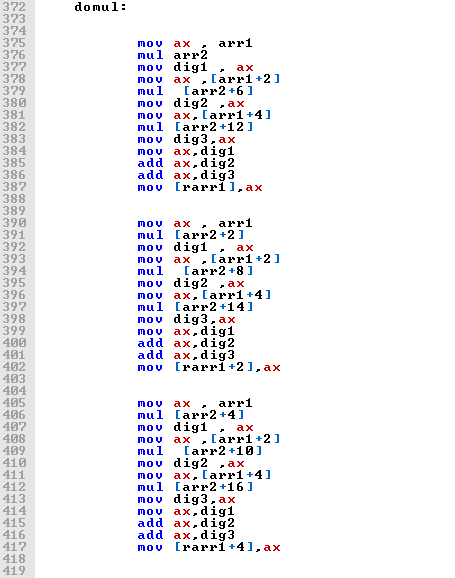 372 domul:
373
374
375 mov ax , arr1
376 mul arr2
377 mov dig1 , ax
378 mov ax ,[arr1+2]
379 mul  [arr2+6]
380 mov dig2 ,ax
381 mov ax,[arr1+4]
382 mul [arr2+12]
383 mov dig3,ax
384 mov ax,dig1
385 add ax,dig2
386 add ax,dig3
387 mov [rarr1],ax
388
389
390 mov ax , arr1
391 mul [arr2+2]
392 mov dig1 , ax
393 mov ax ,[arr1+2]
394 mul  [arr2+8]
395 mov dig2 ,ax
396 mov ax,[arr1+4]
397 mul [arr2+14]
398 mov dig3,ax
399 mov ax,dig1
400 add ax,dig2
401 add ax,dig3
402 mov [rarr1+2],ax
403
404
405 mov ax , arr1
406 mul [arr2+4]
407 mov dig1 , ax
408 mov ax ,[arr1+2]
409 mul  [arr2+10]
410 mov dig2 ,ax
411 mov ax,[arr1+4]
412 mul [arr2+16]
413 mov dig3,ax
414 mov ax,dig1
415 add ax,dig2
416 add ax,dig3
417 mov [rarr1+4],ax
418
419